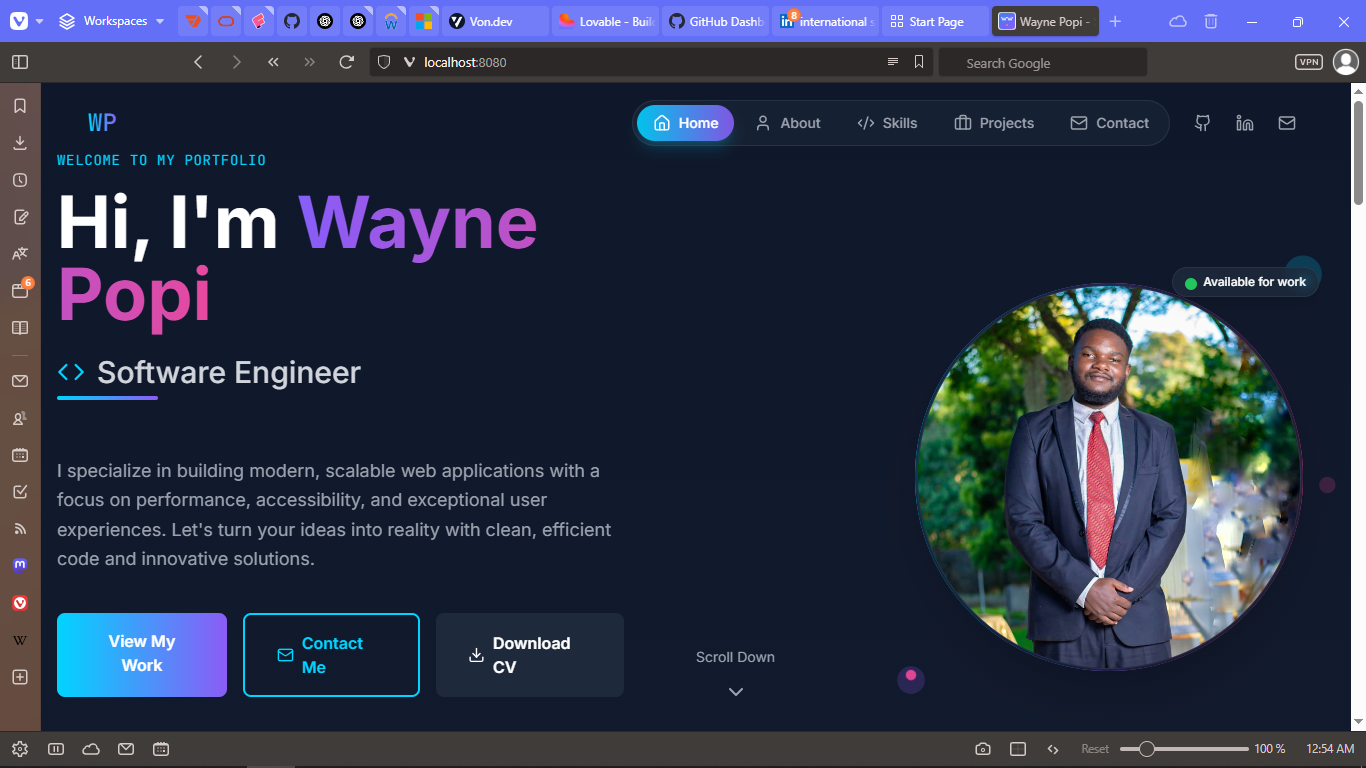 Workspaces
Von.dev
Lovable - Buil
GitHub Dashb
8
international s
Start Page
Wayne Popi -
localhost:8080
Search Google
VPN
WP
Home
About
Skills
Projects
Contact
WELCOME TO MY PORTFOLIO
Hi, I'm Wayne
Popi
Available for work
6
Software Engineer
I specialize in building modern, scalable web applications with a
focus on performance, accessibility, and exceptional user
experiences. Let's turn your ideas into reality with clean, efficient
code and innovative solutions.
View My
Work
Contact
Me
Download
CV
Scroll Down
W
Reset
100 %
12:54 AM